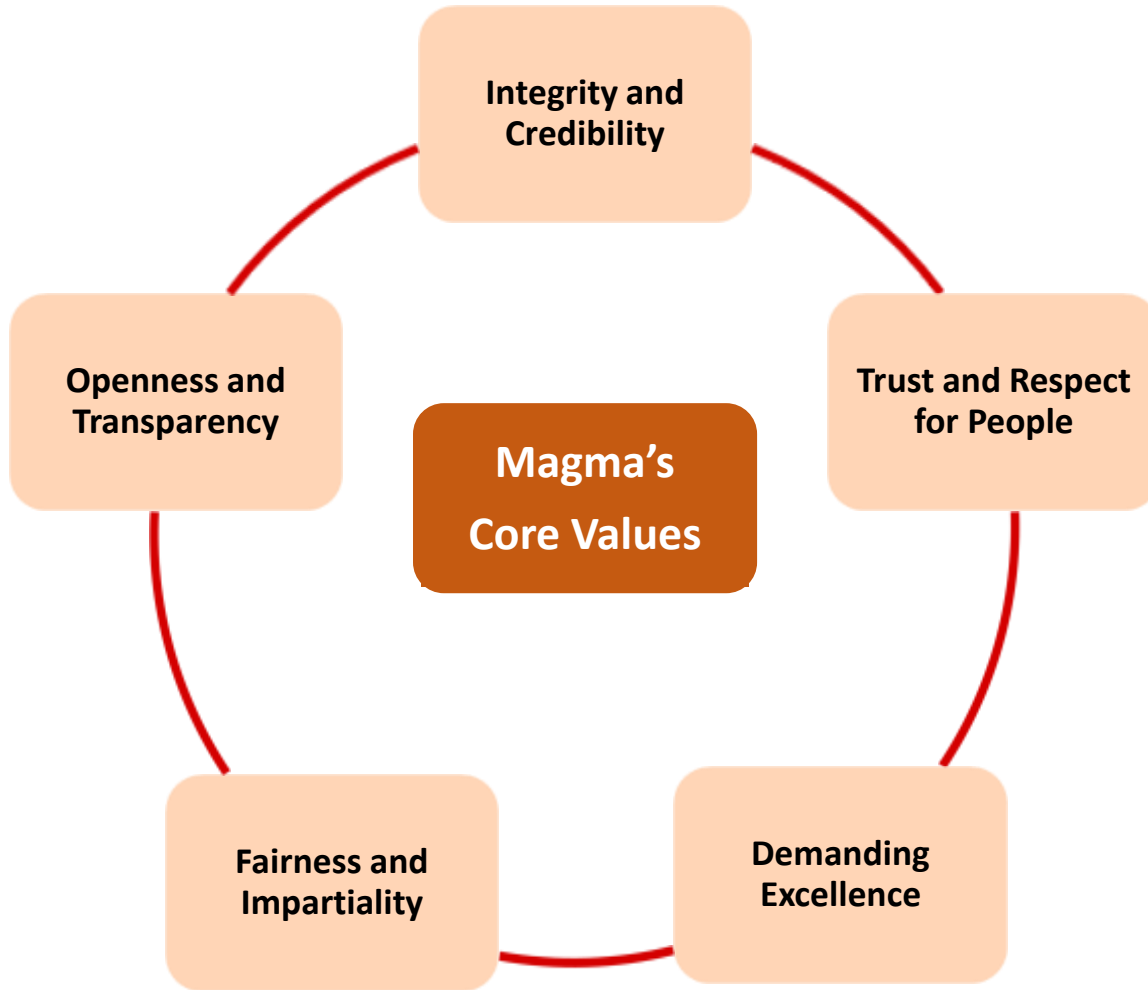 Integrity and
Credibility
Openness and
Transparency
Trust and Respect
for People
Magma’s
Core Values
Fairness and
Impartiality
Demanding
Excellence